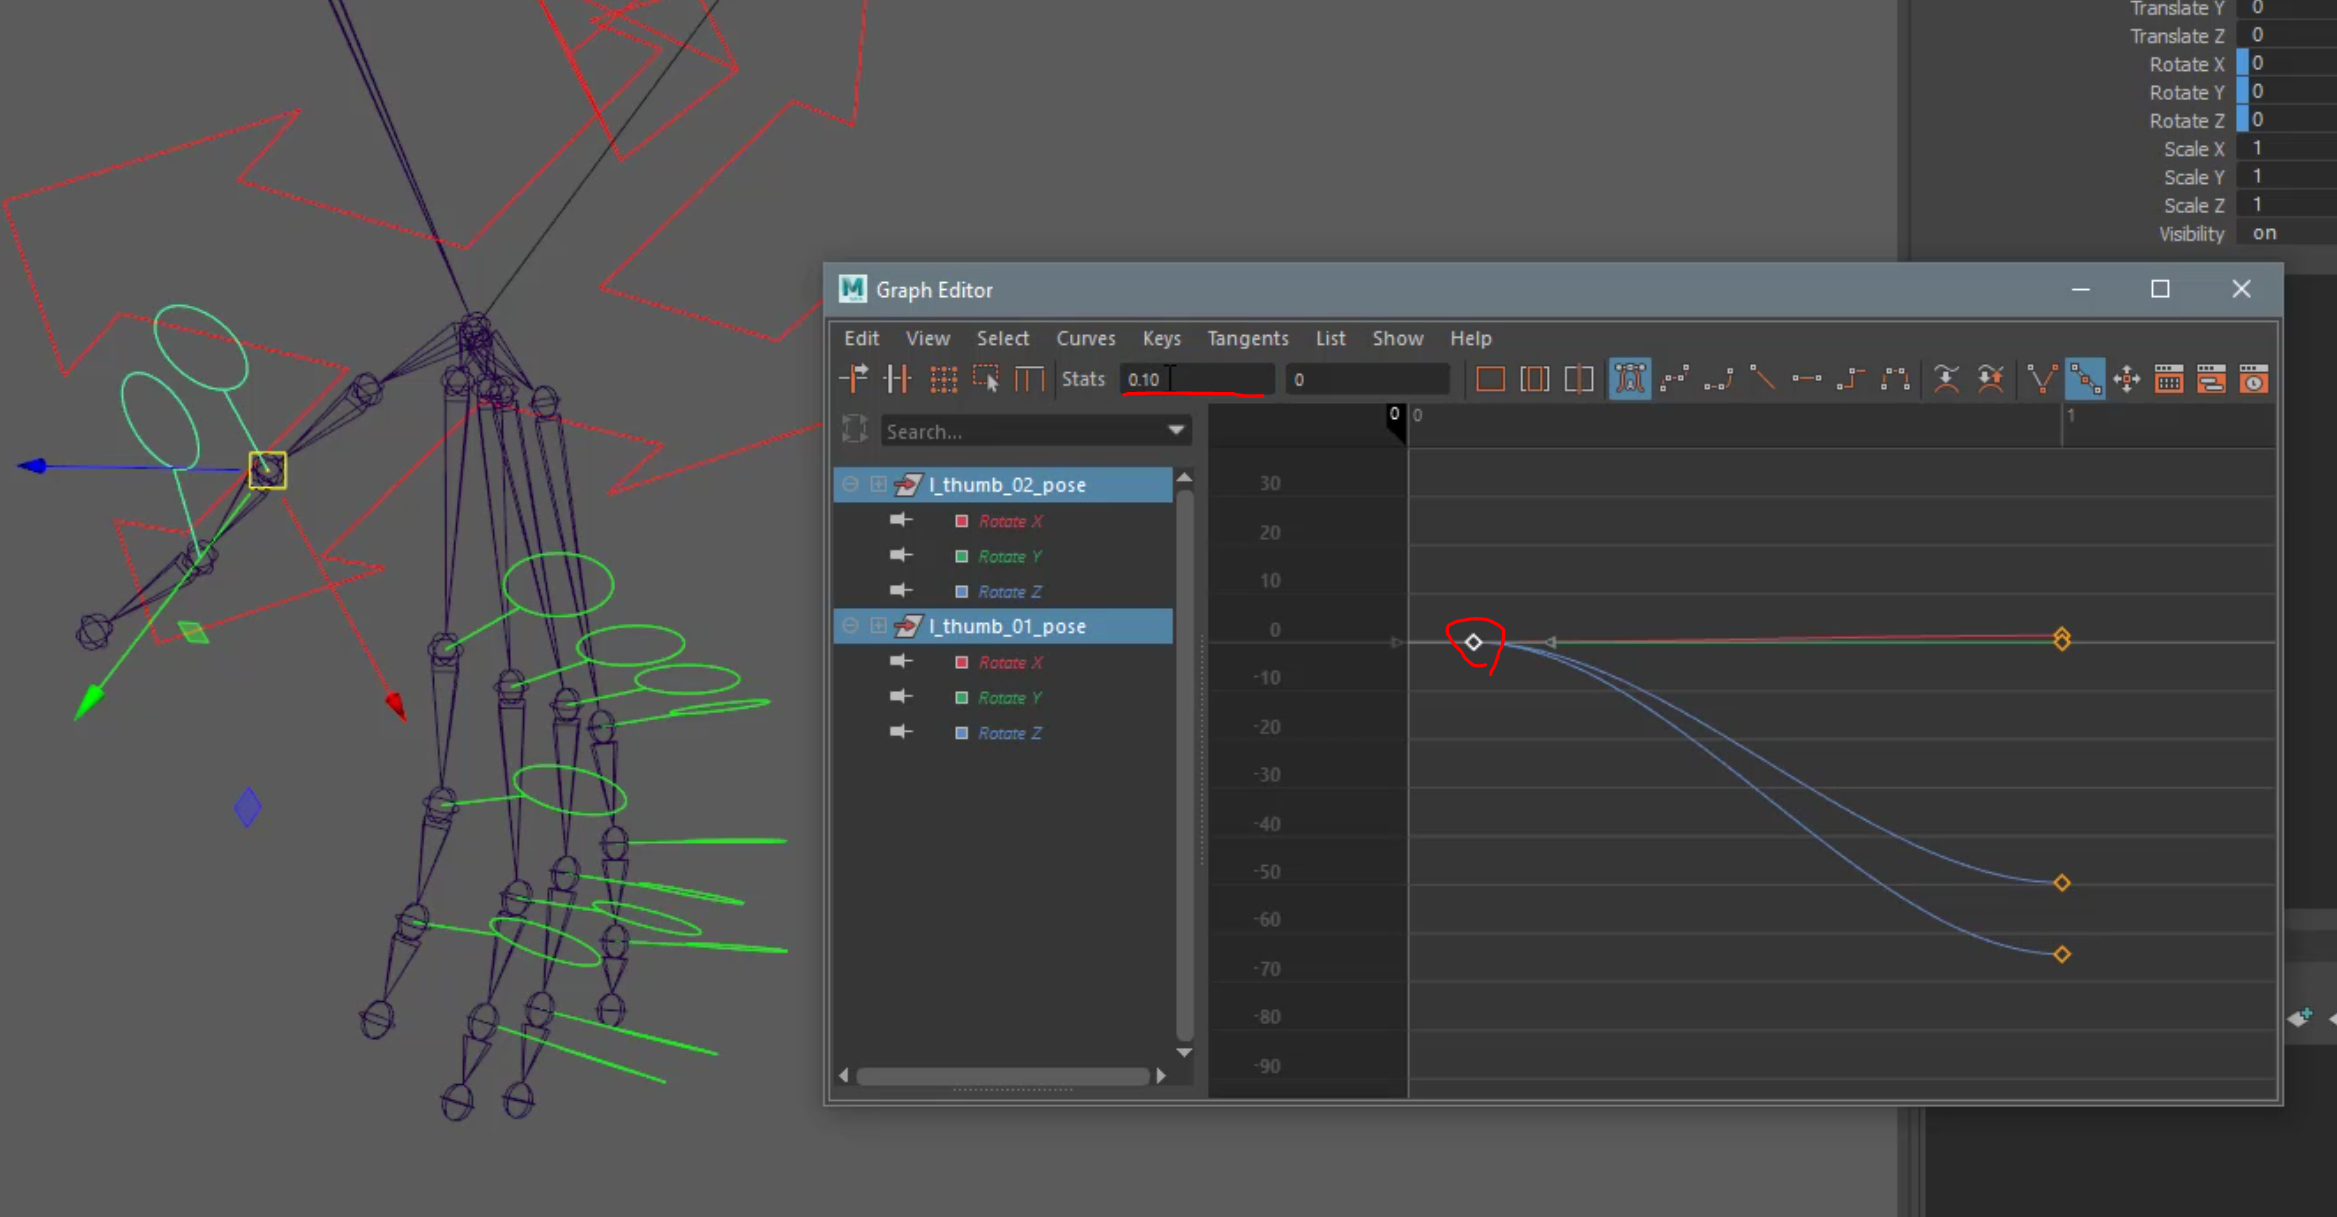 Translate Y 0
Translate Z 0
Rotate X 0
Rotate Y 0
Rotate Z 0
Scale X 1
Scale Y 1
Scale Z 1
Visibility on
M Graph Editor
Edit View Select Curves Keys Tangents List Show Help
Stats 0.10 0
Search...
0 0 1
l_thumb_02_pose
Rotate X
Rotate Y
Rotate Z
l_thumb_01_pose
Rotate X
Rotate Y
Rotate Z
30
20
10
0
-10
-20
-30
-40
-50
-60
-70
-80
-90